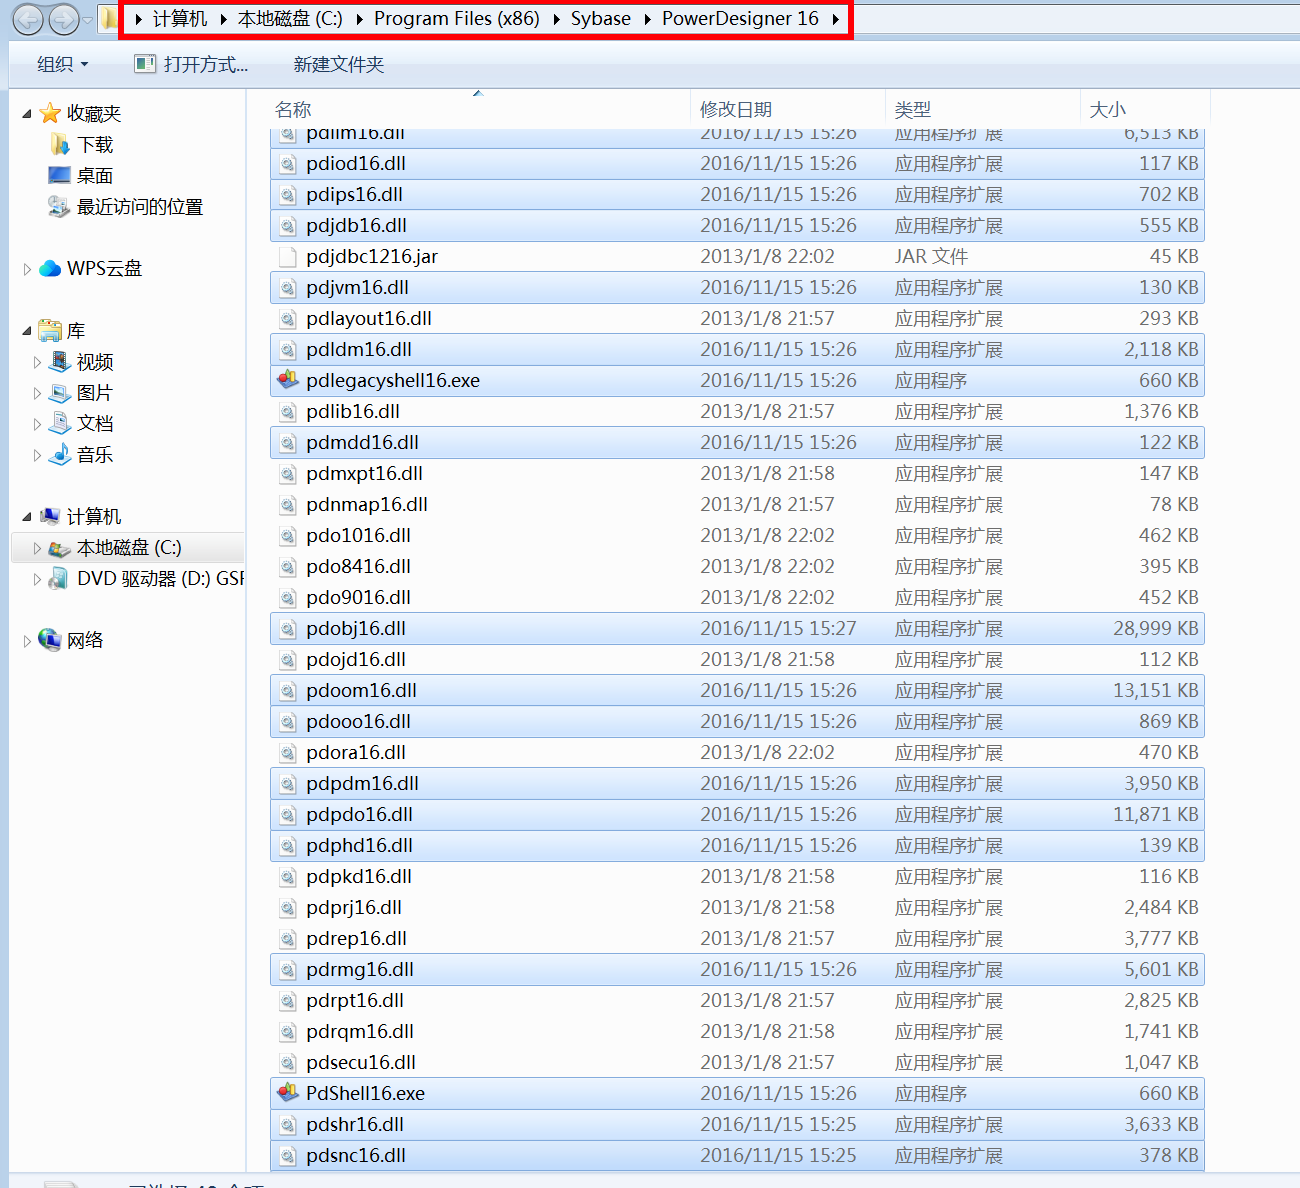 计算机 本地磁盘 (C:) Program Files (x86) Sybase PowerDesigner 16
组织 打开方式... 新建文件夹
收藏夹
下载
桌面
最近访问的位置
WPS云盘
库
视频
图片
文档
音乐
计算机
本地磁盘 (C:)
DVD 驱动器 (D:) GSF
网络
名称 修改日期 类型 大小
pdiim16.dll 2016/11/15 15:26 应用程序扩展 6,513 KB
pdiod16.dll 2016/11/15 15:26 应用程序扩展 117 KB
pdips16.dll 2016/11/15 15:26 应用程序扩展 702 KB
pdjdb16.dll 2016/11/15 15:26 应用程序扩展 555 KB
pdjdbc1216.jar 2013/1/8 22:02 JAR 文件 45 KB
pdjvm16.dll 2016/11/15 15:26 应用程序扩展 130 KB
pdlayout16.dll 2013/1/8 21:57 应用程序扩展 293 KB
pdldm16.dll 2016/11/15 15:26 应用程序扩展 2,118 KB
pdlegacyshell16.exe 2016/11/15 15:26 应用程序 660 KB
pdlib16.dll 2013/1/8 21:57 应用程序扩展 1,376 KB
pdmdd16.dll 2016/11/15 15:26 应用程序扩展 122 KB
pdmxpt16.dll 2013/1/8 21:58 应用程序扩展 147 KB
pdnmap16.dll 2013/1/8 21:57 应用程序扩展 78 KB
pdo1016.dll 2013/1/8 22:02 应用程序扩展 462 KB
pdo8416.dll 2013/1/8 22:02 应用程序扩展 395 KB
pdo9016.dll 2013/1/8 22:02 应用程序扩展 452 KB
pdobj16.dll 2016/11/15 15:27 应用程序扩展 28,999 KB
pdojd16.dll 2013/1/8 21:58 应用程序扩展 112 KB
pdoom16.dll 2016/11/15 15:26 应用程序扩展 13,151 KB
pdooo16.dll 2016/11/15 15:26 应用程序扩展 869 KB
pdora16.dll 2013/1/8 22:02 应用程序扩展 470 KB
pdpdm16.dll 2016/11/15 15:26 应用程序扩展 3,950 KB
pdpdo16.dll 2016/11/15 15:26 应用程序扩展 11,871 KB
pdphd16.dll 2016/11/15 15:26 应用程序扩展 139 KB
pdpkd16.dll 2013/1/8 21:58 应用程序扩展 116 KB
pdprj16.dll 2013/1/8 21:58 应用程序扩展 2,484 KB
pdrep16.dll 2013/1/8 21:57 应用程序扩展 3,777 KB
pdrmg16.dll 2016/11/15 15:26 应用程序扩展 5,601 KB
pdrpt16.dll 2013/1/8 21:57 应用程序扩展 2,825 KB
pdrqm16.dll 2013/1/8 21:58 应用程序扩展 1,741 KB
pdsecu16.dll 2013/1/8 21:57 应用程序扩展 1,047 KB
PdShell16.exe 2016/11/15 15:26 应用程序 660 KB
pdshr16.dll 2016/11/15 15:25 应用程序扩展 3,633 KB
pdsnc16.dll 2016/11/15 15:25 应用程序扩展 378 KB